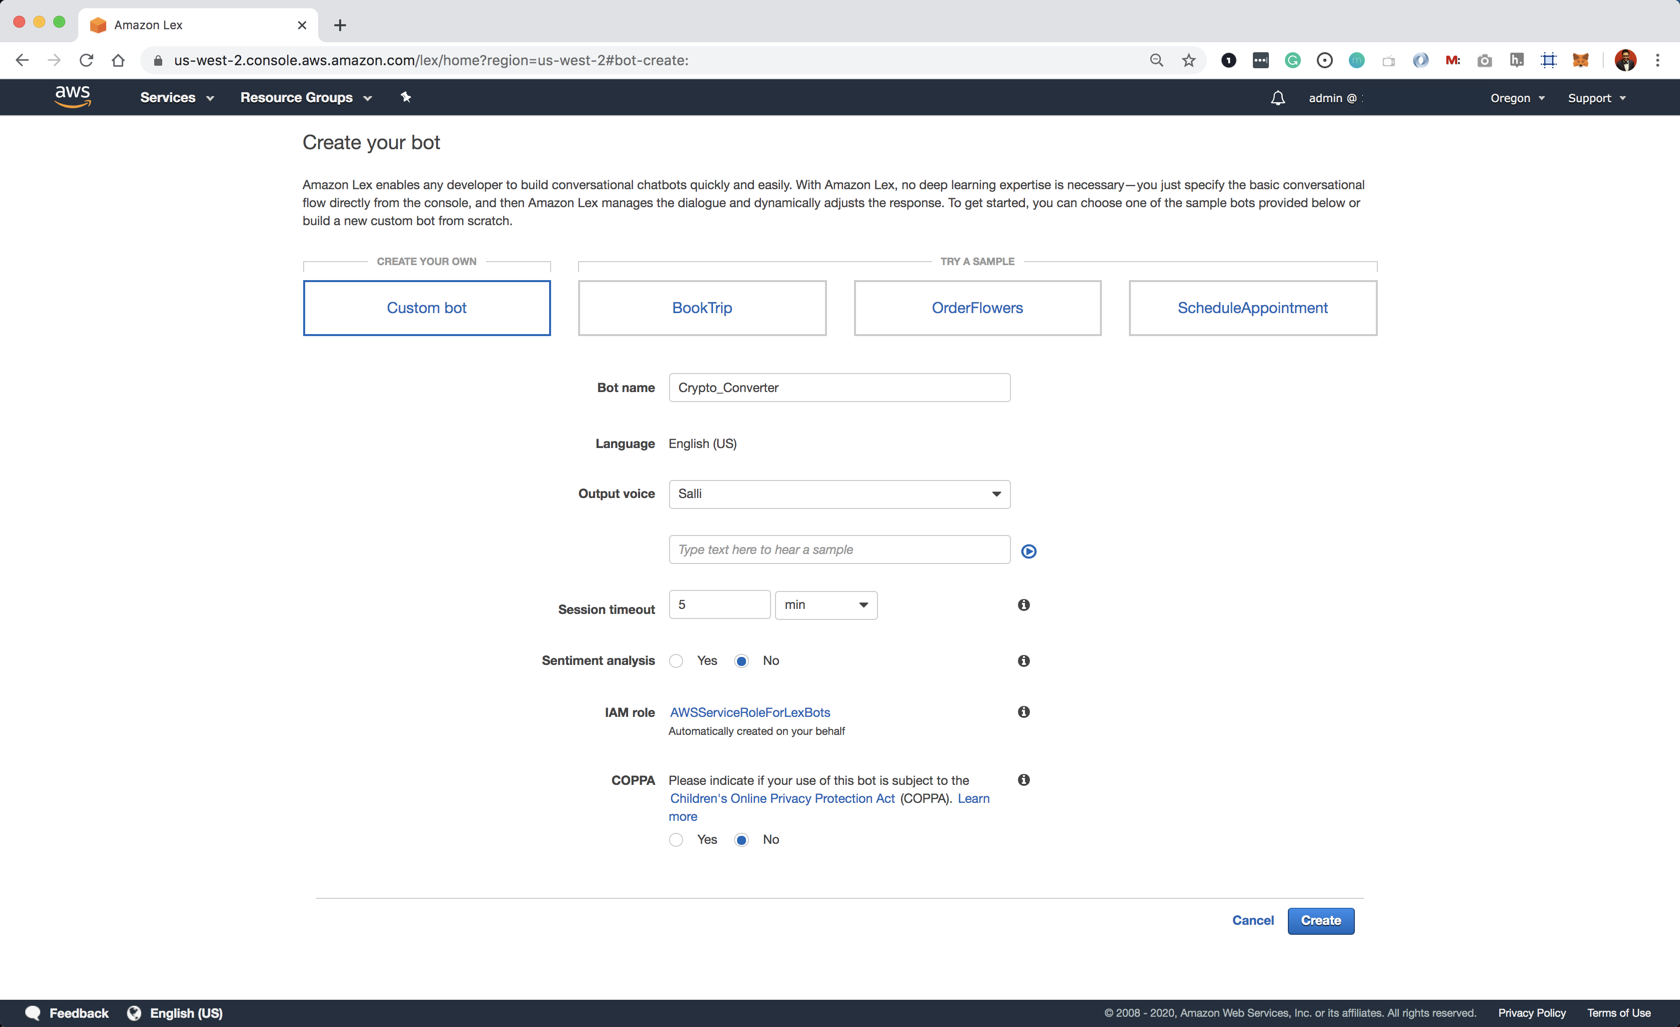 Amazon Lex
us-west-2.console.aws.amazon.com/lex/home?region=us-west-2#bot-create:
aws Services Resource Groups admin @ Oregon Support
Create your bot
Amazon Lex enables any developer to build conversational chatbots quickly and easily. With Amazon Lex, no deep learning expertise is necessary—you just specify the basic conversational
flow directly from the console, and then Amazon Lex manages the dialogue and dynamically adjusts the response. To get started, you can choose one of the sample bots provided below or
build a new custom bot from scratch.
CREATE YOUR OWN TRY A SAMPLE
Custom bot BookTrip OrderFlowers ScheduleAppointment
Bot name Crypto_Converter
Language English (US)
Output voice Salli
Type text here to hear a sample
Session timeout 5 min
Sentiment analysis Yes No
IAM role AWSServiceRoleForLexBots
Automatically created on your behalf
COPPA Please indicate if your use of this bot is subject to the
Children's Online Privacy Protection Act (COPPA). Learn
more
Yes No
Cancel Create
Feedback English (US) © 2008 - 2020, Amazon Web Services, Inc. or its affiliates. All rights reserved. Privacy Policy Terms of Use